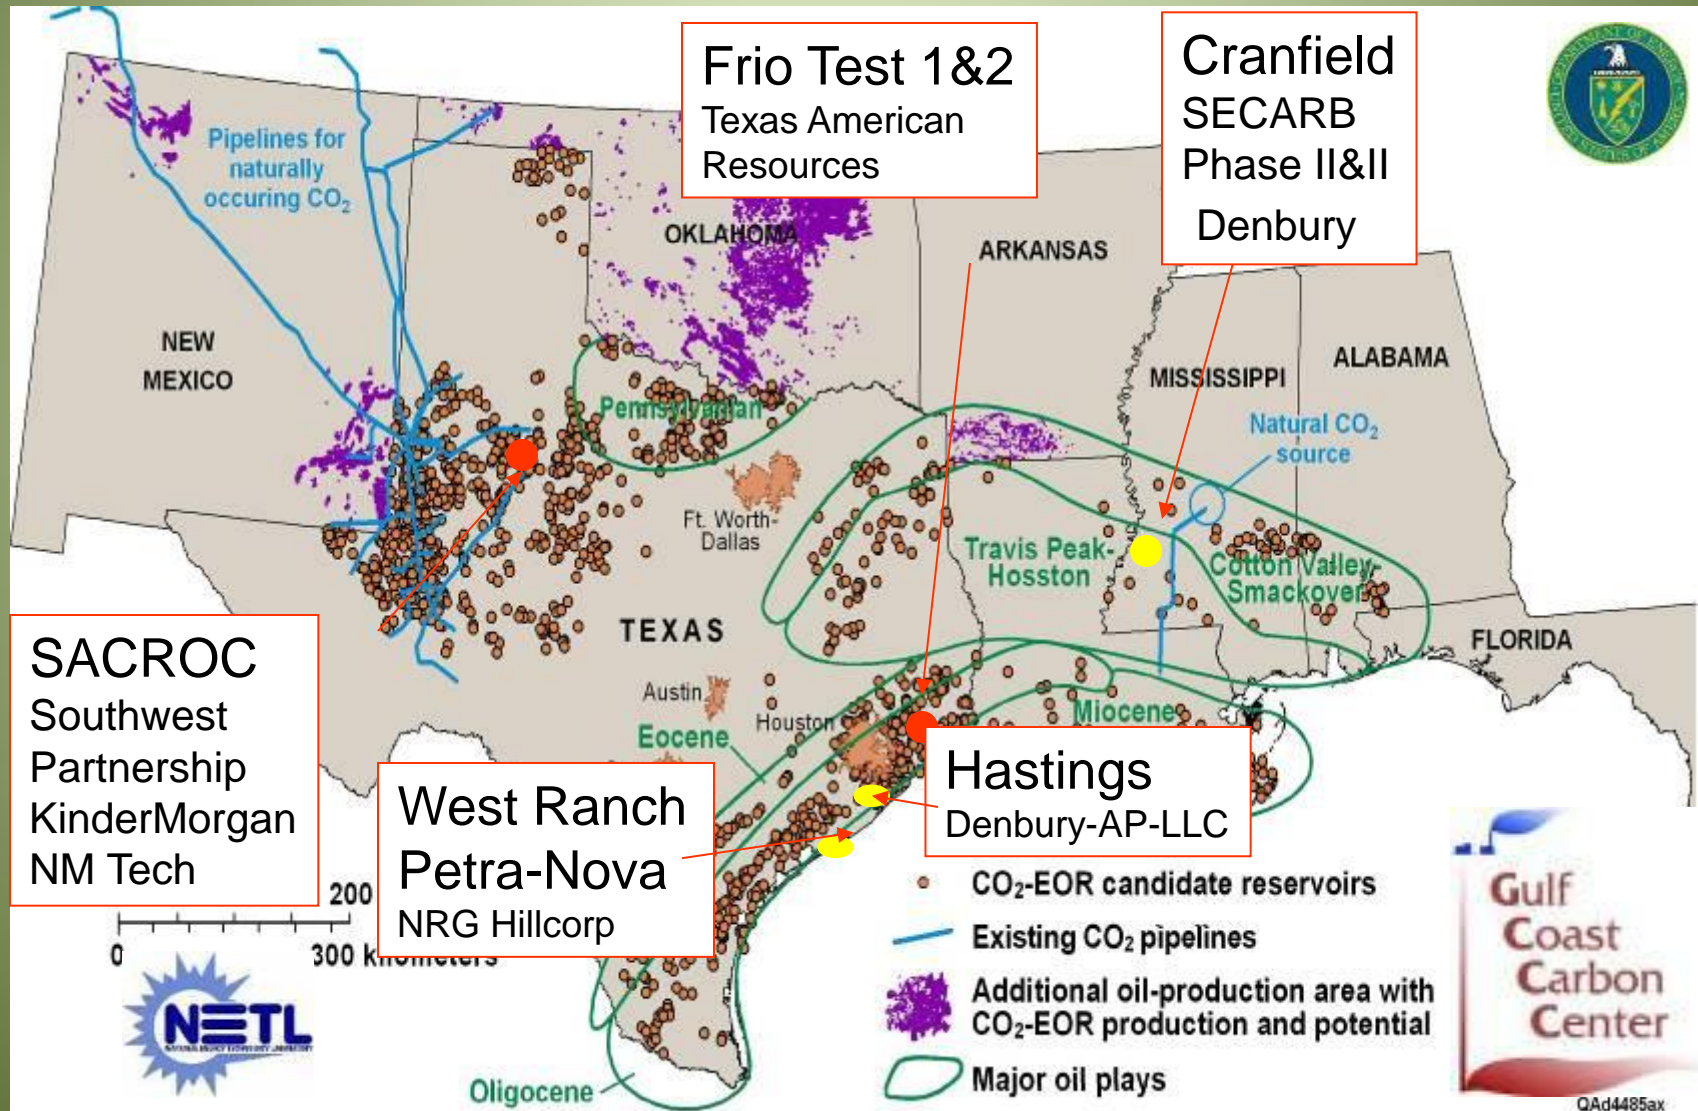 Frio Test 1&2
Texas American
Resources
Cranfield
SECARB
Phase II&II
Denbury
Pipelines for
naturally
occuring CO₂
OKLAHOMA
ARKANSAS
NEW
MEXICO
MISSISSIPPI
ALABAMA
Pennsylvanian
Natural CO₂
source
Ft. Worth-
Dallas
Travis Peak-
Hosston
Cotton Valley-
Smackover
TEXAS
FLORIDA
SACROC
Southwest
Partnership
KinderMorgan
NM Tech
Austin
Houston
Eocene
Miocene
West Ranch
Petra-Nova
NRG Hillcorp
Hastings
Denbury-AP-LLC
200
0
300 kilometers
CO₂-EOR candidate reservoirs
Existing CO₂ pipelines
Additional oil-production area with
CO₂-EOR production and potential
Major oil plays
Oligocene
NETL
Gulf
Coast
Carbon
Center
QAd4485ax